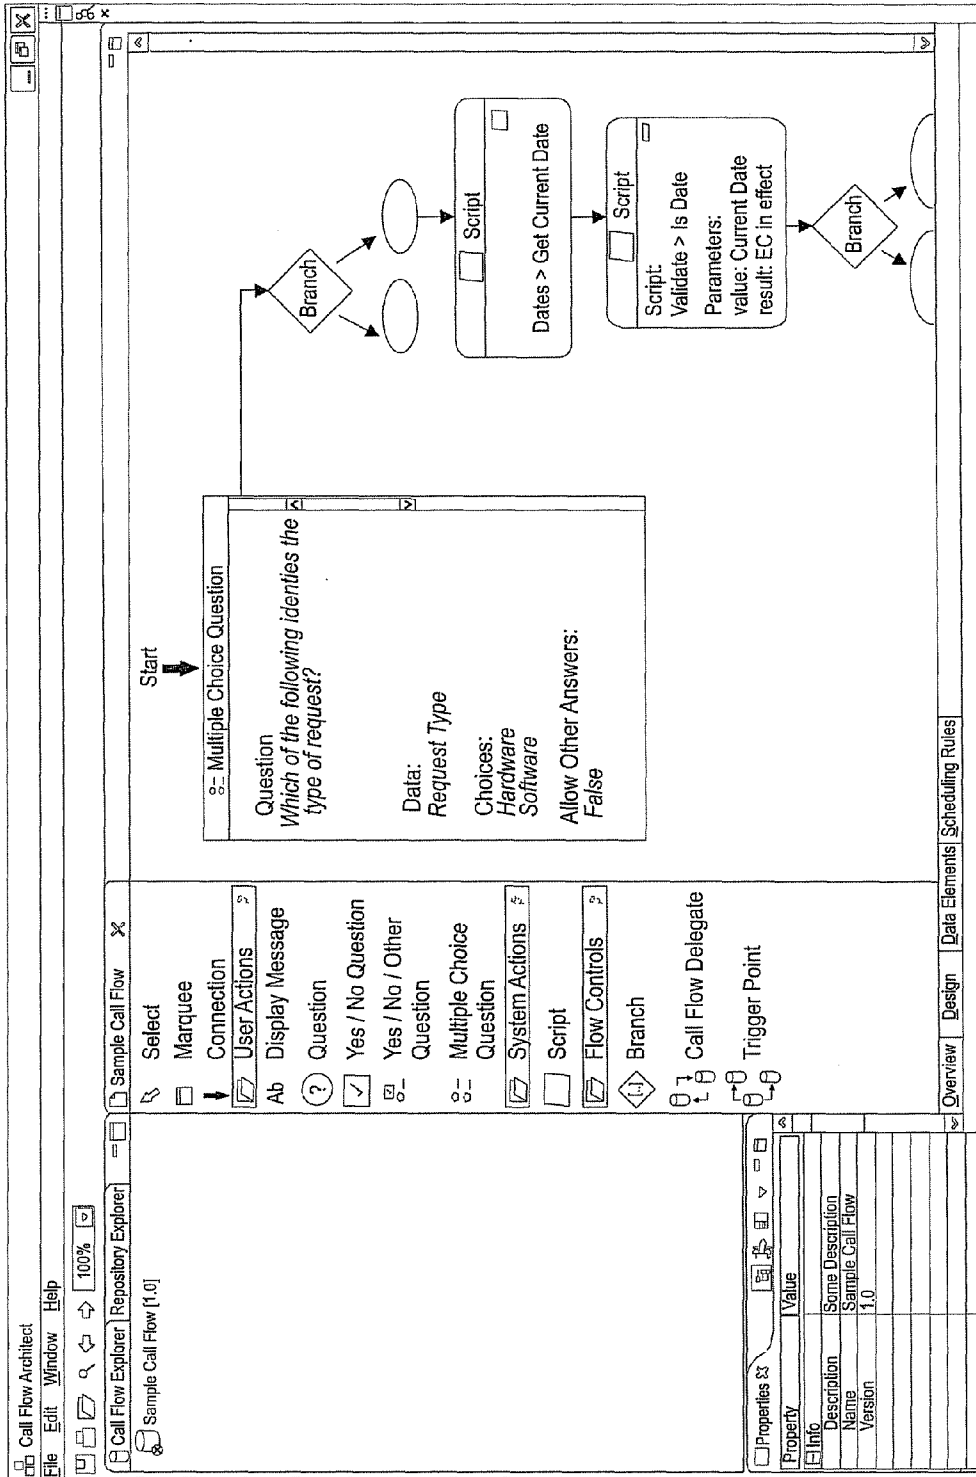 Call Flow Architect
File Edit Window Help
100%
Call Flow Explorer
Repository Explorer
Sample Call Flow [1.0]
Properties
Property Value
Info
Description Some Description
Name Sample Call Flow
Version 1.0
Sample Call Flow
Select
Marquee
Connection
User Actions
Ab Display Message
? Question
Yes / No Question
Yes / No / Other
Question
Multiple Choice
Question
System Actions
Script
Flow Controls
Branch
Call Flow Delegate
Trigger Point
Start
Multiple Choice Question
Question
Which of the following identies the
type of request?
Data:
Request Type
Choices:
Hardware
Software
Allow Other Answers:
False
Branch
Script
Dates > Get Current Date
Script
Script:
Validate > Is Date
Parameters:
value: Current Date
result: EC in effect
Branch
Overview Design Data Elements Scheduling Rules